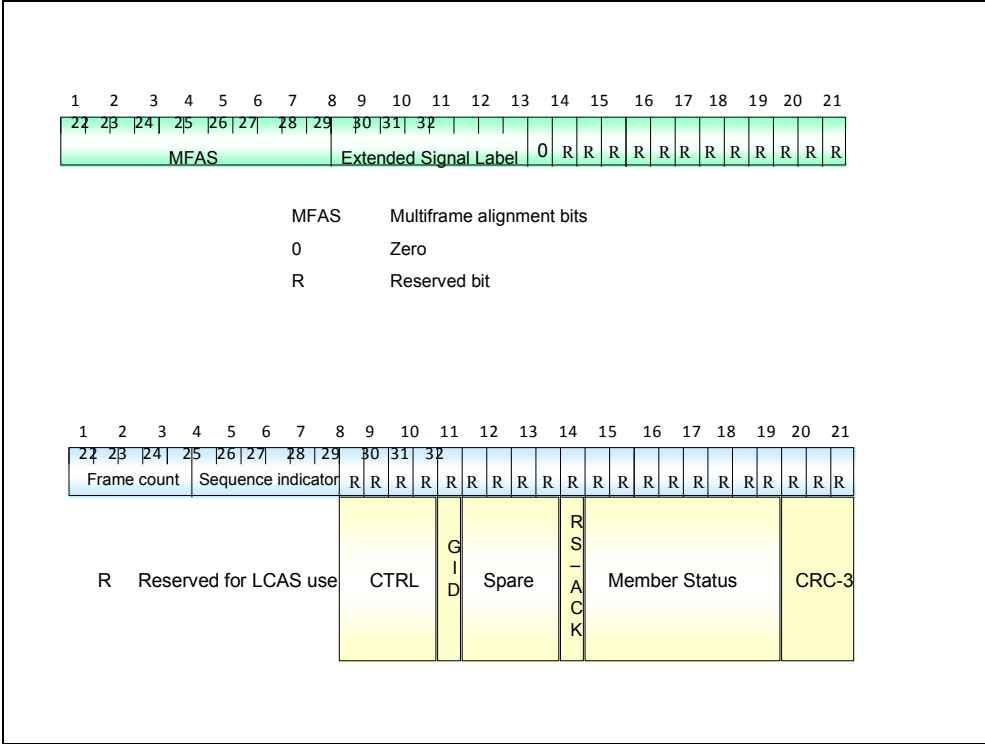 1 2 3 4 5 6 7 8 9 10 11 12 13 14 15 16 17 18 19 20 21
22 23 24 25 26 27 28 29 30 31 32
MFAS Extended Signal Label 0 R R R R R R R R R R R R
MFAS Multiframe alignment bits
0 Zero
R Reserved bit
1 2 3 4 5 6 7 8 9 10 11 12 13 14 15 16 17 18 19 20 21
22 23 24 25 26 27 28 29 30 31 32
Frame count Sequence indicator R R R R R R R R R R R R R R R R R R R R R
R Reserved for LCAS use CTRL GID Spare RS–ACK Member Status CRC-3